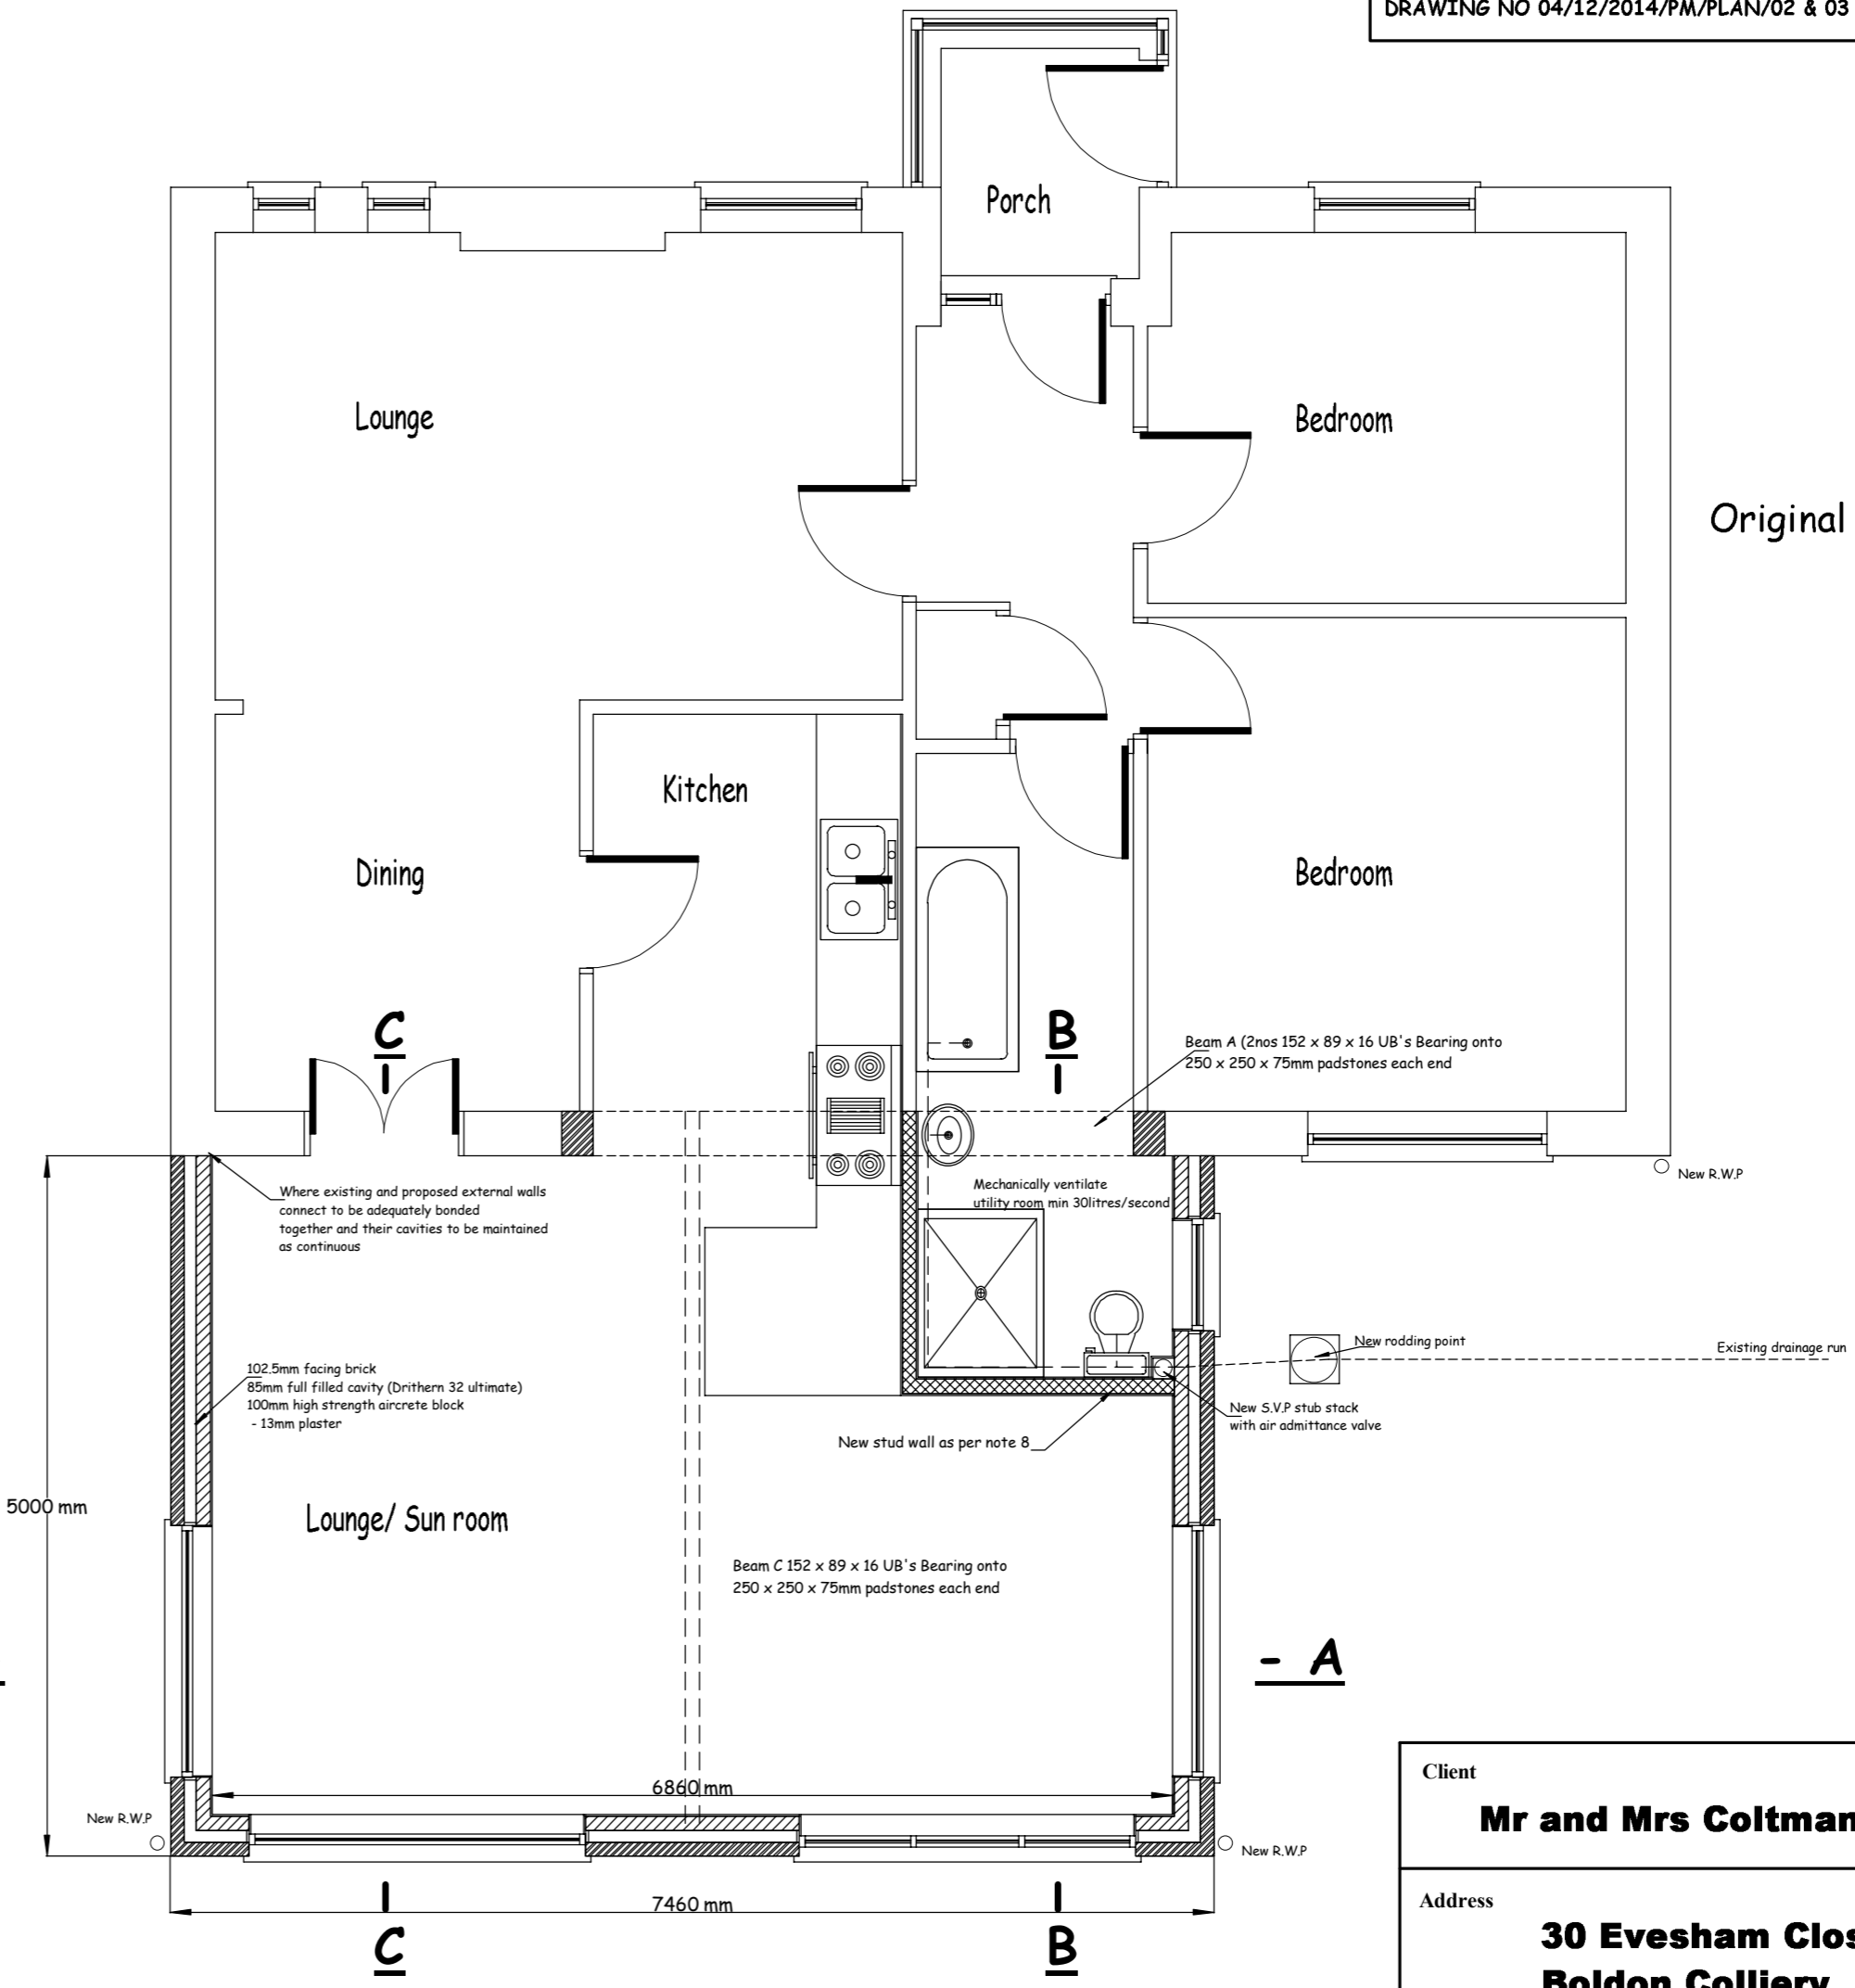 DRAWING NO 04/12/2014/PM/PLAN/02 & 03
Porch
Lounge
Bedroom
Original
Kitchen
Dining
Bedroom
C
B
Beam A (2nos 152 x 89 x 16 UB's Bearing onto
250 x 250 x 75mm padstones each end
New R.W.P
Where existing and proposed external walls
connect to be adequately bonded
together and their cavities to be maintained
as continuous
Mechanically ventilate
utility room min 30litres/second
New rodding point
Existing drainage run
102.5mm facing brick
85mm full filled cavity (Drithern 32 ultimate)
100mm high strength aircrete block
- 13mm plaster
New S.V.P stub stack
with air admittance valve
New stud wall as per note 8
5000 mm
Lounge/ Sun room
Beam C 152 x 89 x 16 UB's Bearing onto
250 x 250 x 75mm padstones each end
- A
6860 mm
New R.W.P
New R.W.P
7460 mm
C
B
Client
Mr and Mrs Coltman
Address
30 Evesham Clos
Boldon Colliery